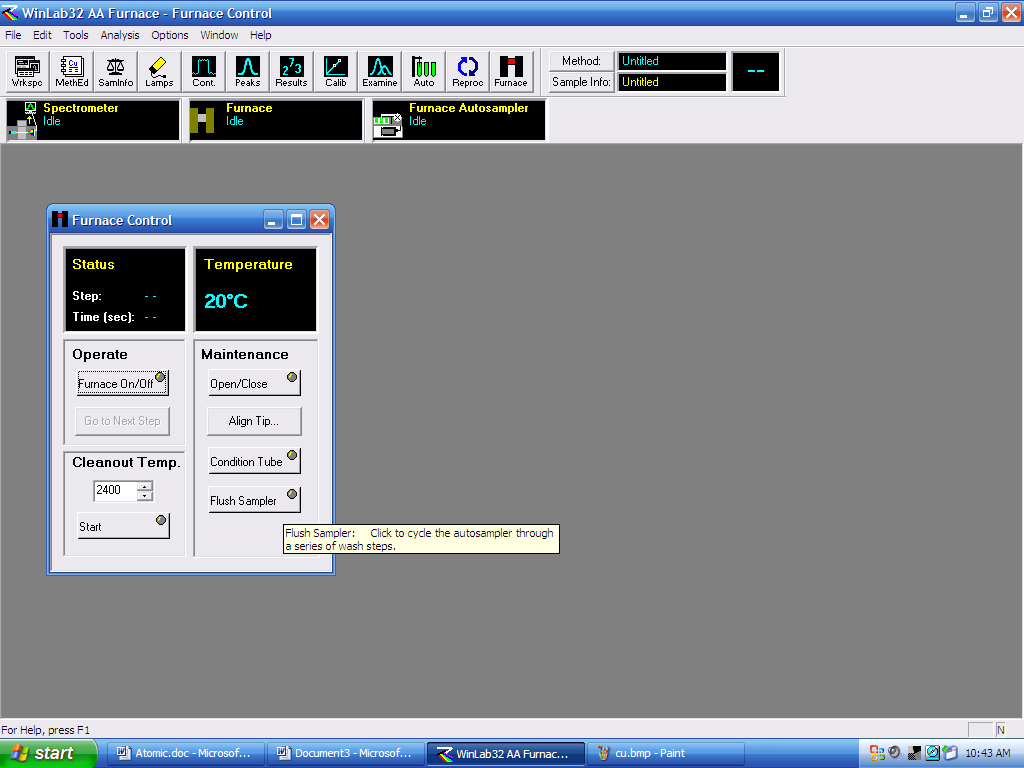 WinLab32 AA Furnace - Furnace Control
File Edit Tools Analysis Options Window Help
Wrkspc MethEd SamInfo Lamps Cont. Peaks Results Calib Examine Auto Reproc Furnace
Method: Untitled
Sample Info: Untitled
--
Spectrometer
Idle
Furnace
Idle
Furnace Autosampler
Idle
Furnace Control
Status
Step: - -
Time (sec): - -
Temperature
20°C
Operate
Furnace On/Off
Go to Next Step
Cleanout Temp.
2400
Start
Maintenance
Open/Close
Align Tip...
Condition Tube
Flush Sampler
Flush Sampler: Click to cycle the autosampler through
a series of wash steps.
For Help, press F1
N
start
Atomic.doc - Microsof...
Document3 - Microsof...
WinLab32 AA Furnac...
cu.bmp - Paint
10:43 AM